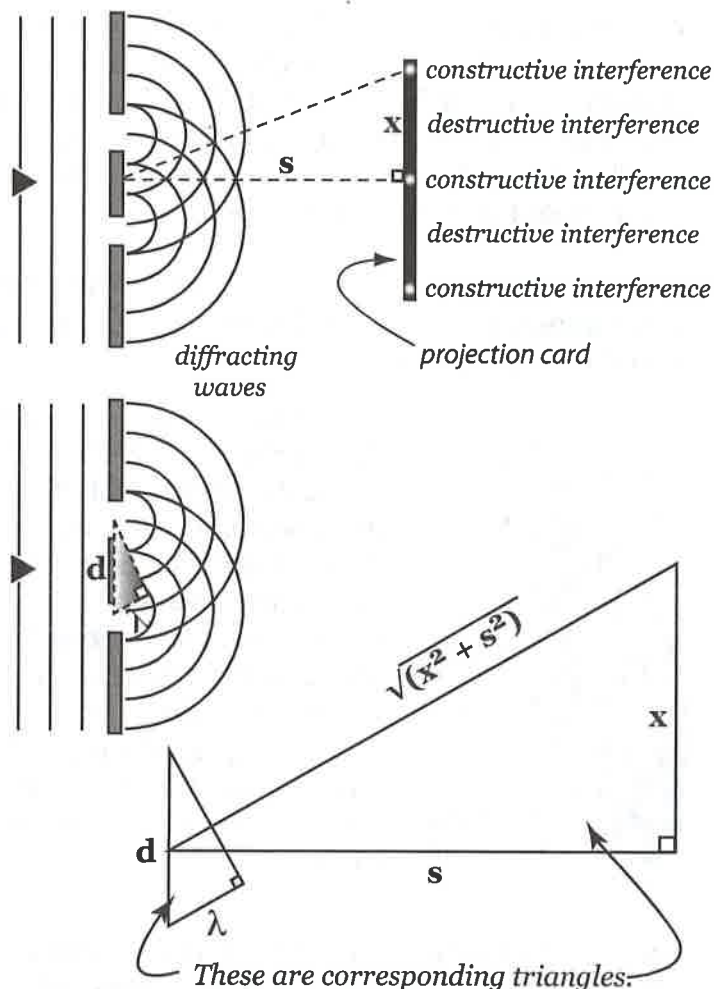 constructive interference
x destructive interference
s constructive interference
destructive interference
constructive interference
diffracting
waves
projection card
d
λ
√(x² + s²)
x
d
s
λ
These are corresponding triangles.